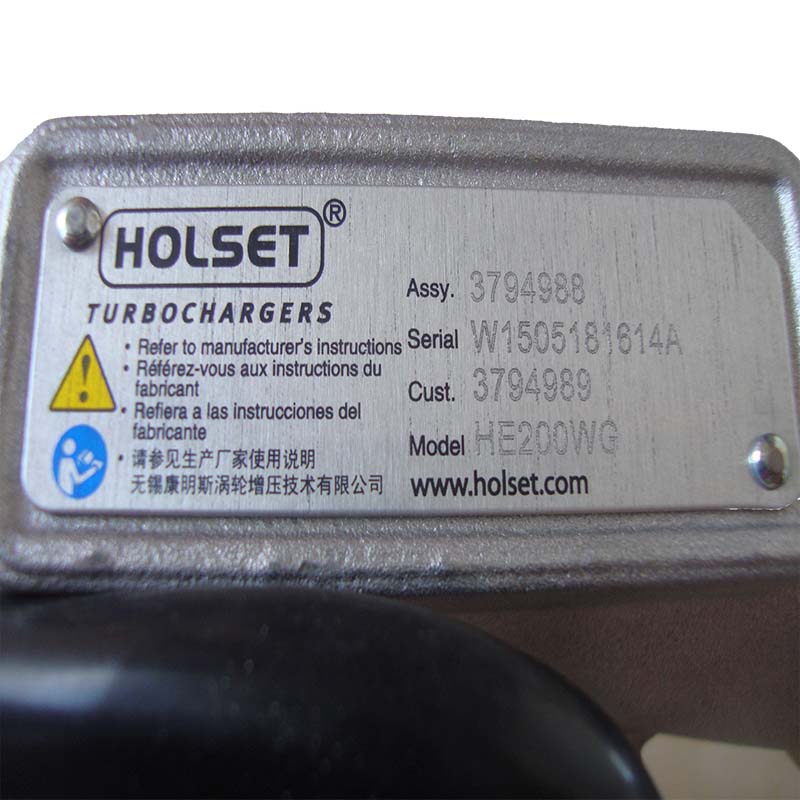 HOLSET®
TURBOCHARGERS
• Refer to manufacturer's instructions
• Référez-vous aux instructions du
fabricant
• Refiera a las instrucciones del
fabricante
• 请参见生产厂家使用说明
无锡康明斯涡轮增压技术有限公司
Assy. 3794988
Serial W1505181614A
Cust. 3794989
Model HE200WG
www.holset.com